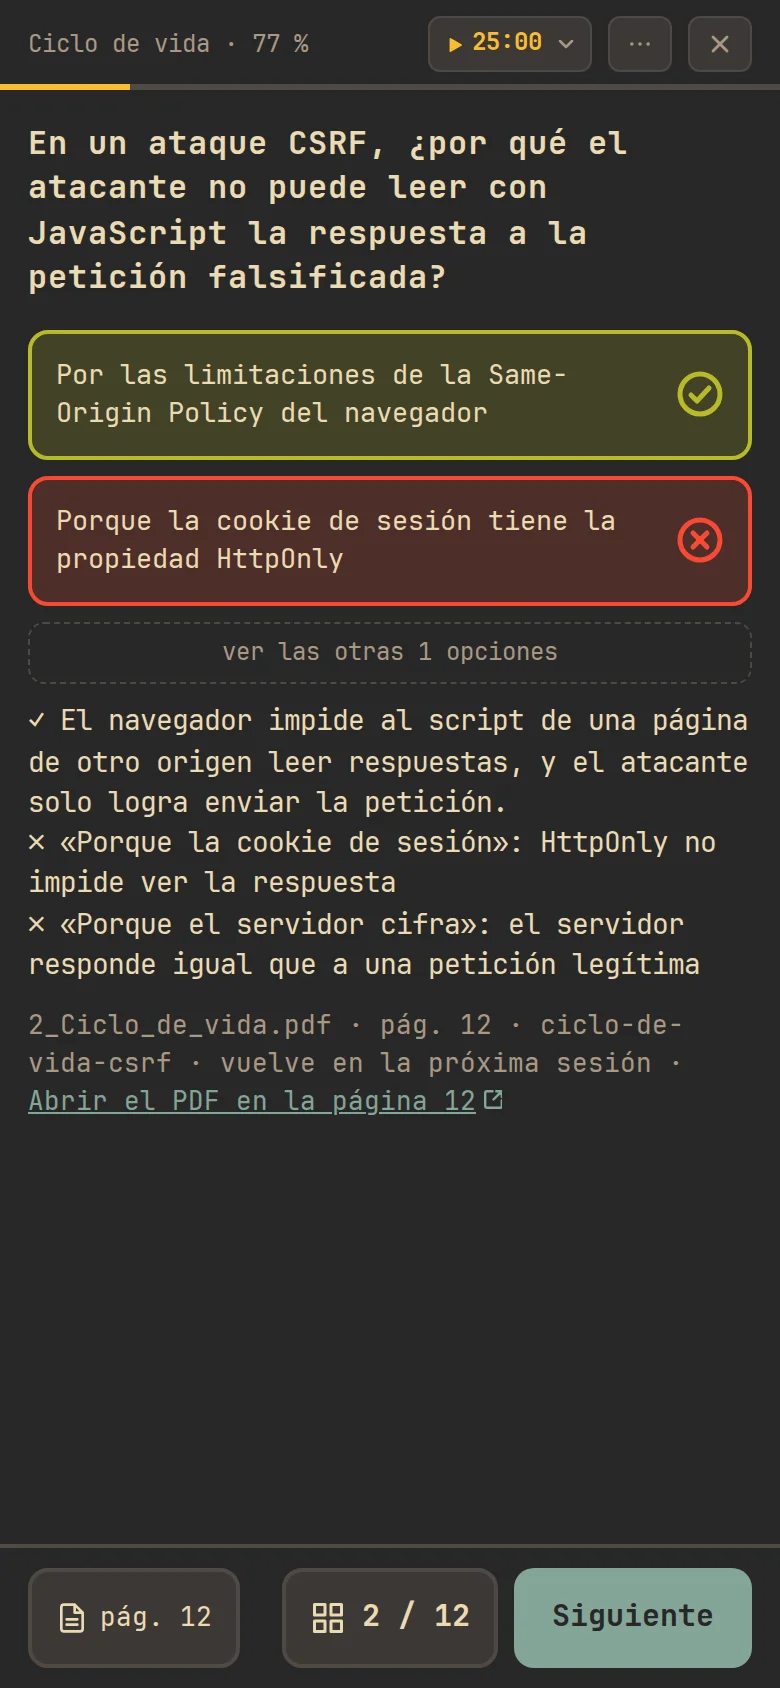 Ciclo de vida · 77 %
25:00
En un ataque CSRF, ¿por qué el
atacante no puede leer con
JavaScript la respuesta a la
petición falsificada?
Por las limitaciones de la Same-
Origin Policy del navegador
Porque la cookie de sesión tiene la
propiedad HttpOnly
ver las otras 1 opciones
✓ El navegador impide al script de una página
de otro origen leer respuestas, y el atacante
solo logra enviar la petición.
✕ «Porque la cookie de sesión»: HttpOnly no
impide ver la respuesta
✕ «Porque el servidor cifra»: el servidor
responde igual que a una petición legítima
2_Ciclo_de_vida.pdf · pág. 12 · ciclo-de-
vida-csrf · vuelve en la próxima sesión ·
Abrir el PDF en la página 12
pág. 12
2 / 12
Siguiente